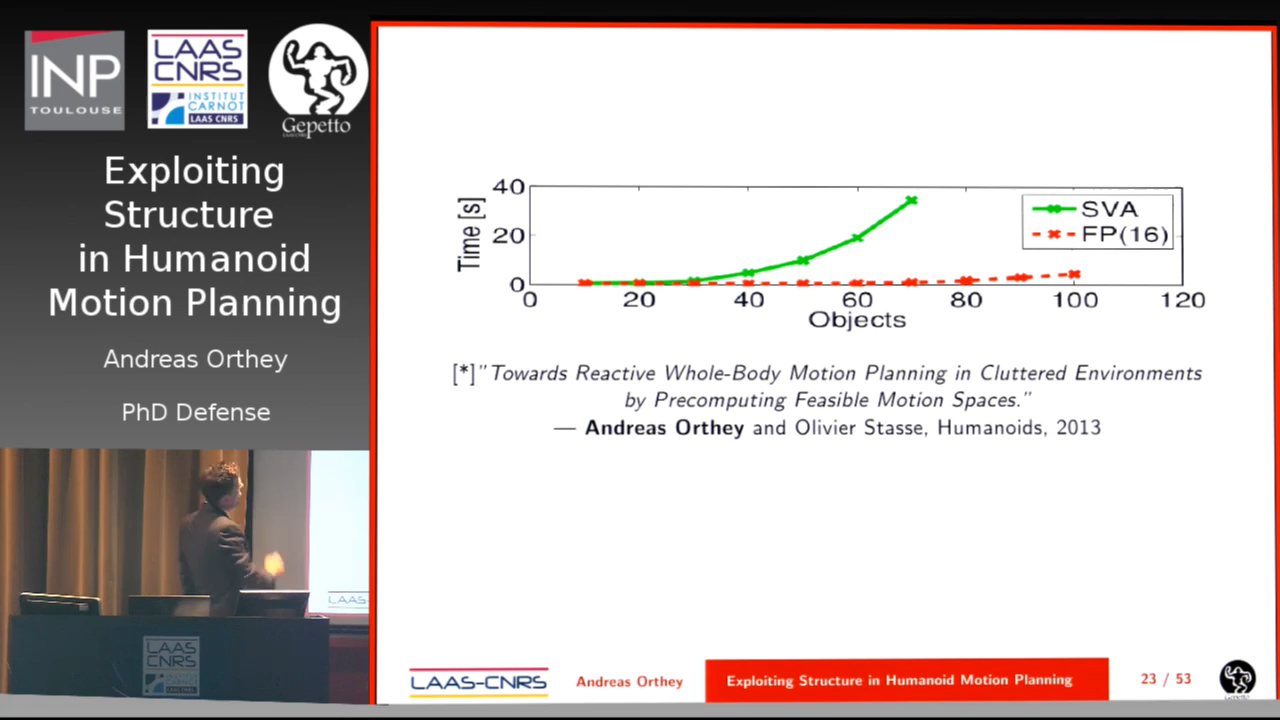 INP
TOULOUSE
LAAS
CNRS
INSTITUT
CARNOT
LAAS CNRS
Gepetto
Exploiting
Structure
in Humanoid
Motion Planning
Andreas Orthey
PhD Defense
LAAS
CNRS
40
20
0
Time [s]
SVA
FP(16)
0 20 40 60 80 100 120
Objects
[*]"Towards Reactive Whole-Body Motion Planning in Cluttered Environments
by Precomputing Feasible Motion Spaces."
— Andreas Orthey and Olivier Stasse, Humanoids, 2013
LAAS-CNRS Andreas Orthey Exploiting Structure in Humanoid Motion Planning 23 / 53
Gepetto